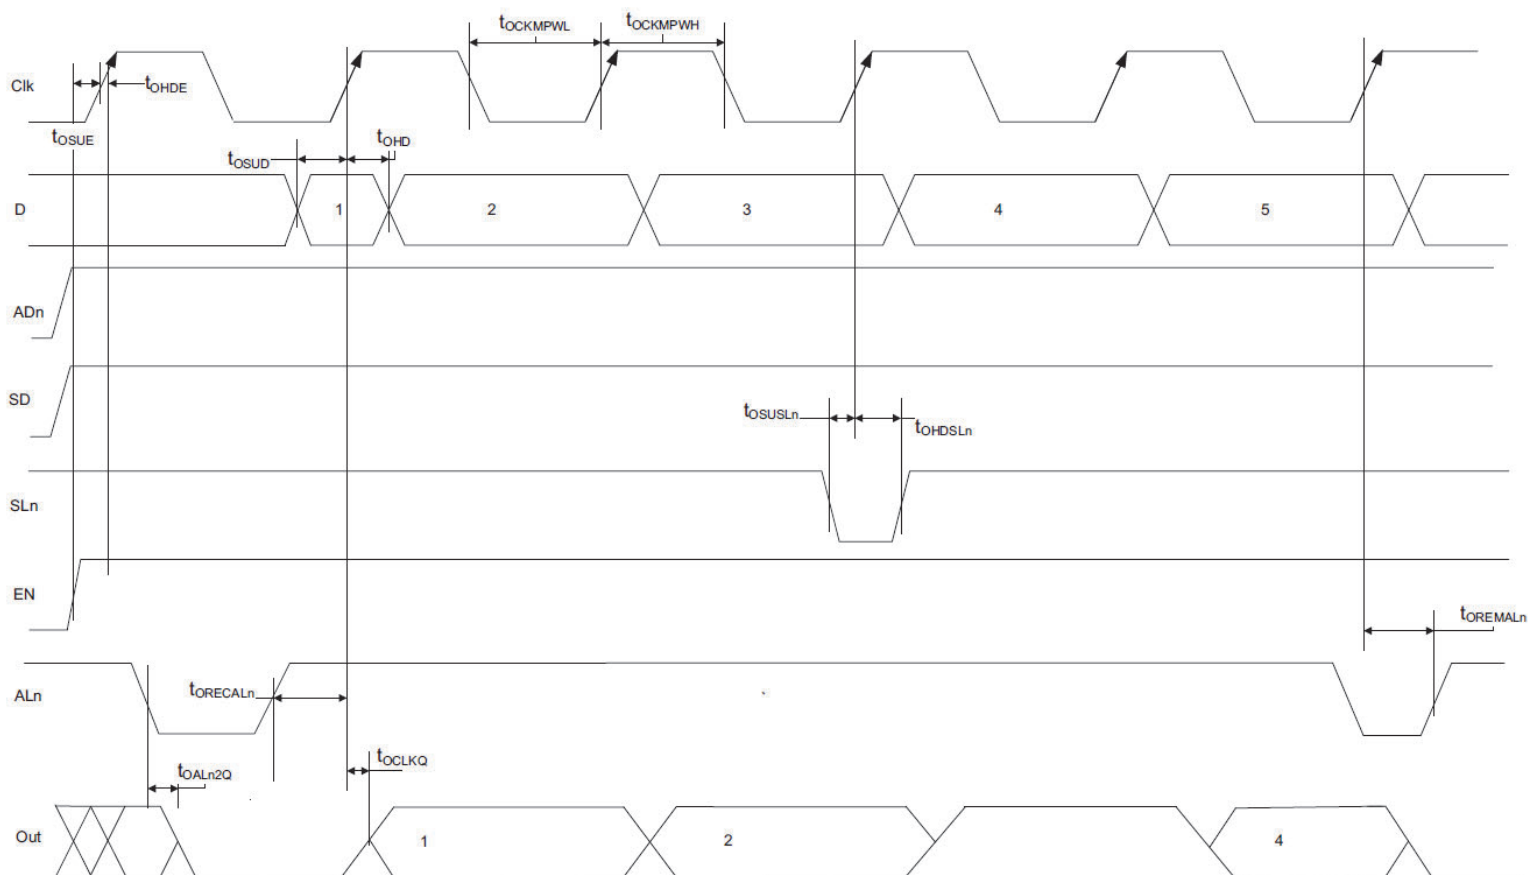 tOCKMPWL tOCKMPWH
Clk
tOHDE
tOSUE
tOSUD
tOHD
D 1 2 3 4 5
ADn
SD
tOSUSLn
tOHDSLn
SLn
EN
tOREMALn
ALn
tORECALn
tOCLKQ
tOALn2Q
Out 1 2 4